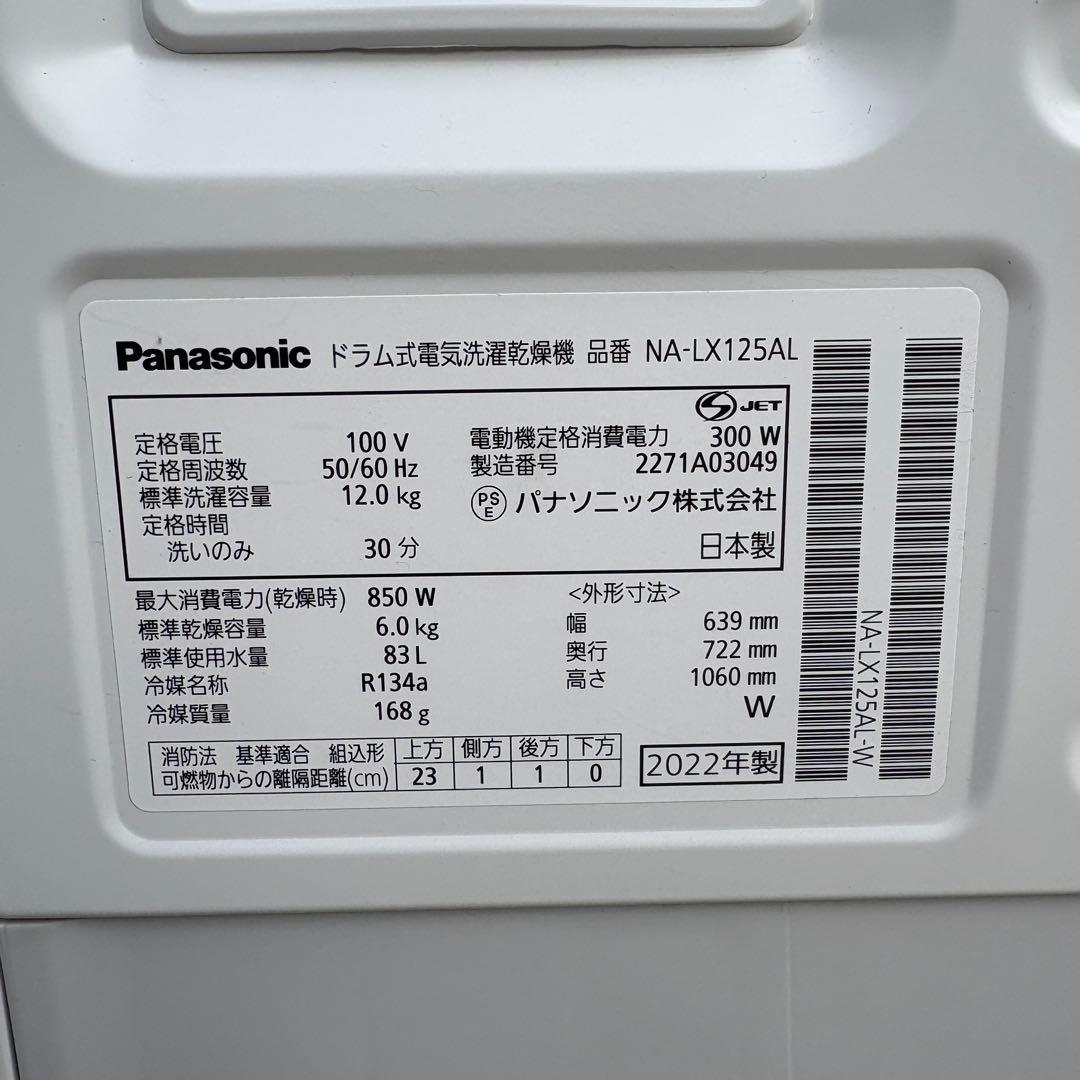 Panasonic ドラム式電気洗濯乾燥機 品番 NA-LX125AL
S JET
定格電圧 100 V
定格周波数 50/60 Hz
標準洗濯容量 12.0 kg
定格時間
洗いのみ 30 分
電動機定格消費電力 300 W
製造番号 2271A03049
PSE パナソニック株式会社
日本製
最大消費電力(乾燥時) 850 W
標準乾燥容量 6.0 kg
標準使用水量 83 L
冷媒名称 R134a
冷媒質量 168 g
<外形寸法>
幅 639 mm
奥行 722 mm
高さ 1060 mm
W
消防法 基準適合 組込形 上方 側方 後方 下方
可燃物からの離隔距離(cm) 23 1 1 0
2022年製
NA-LX125AL-W